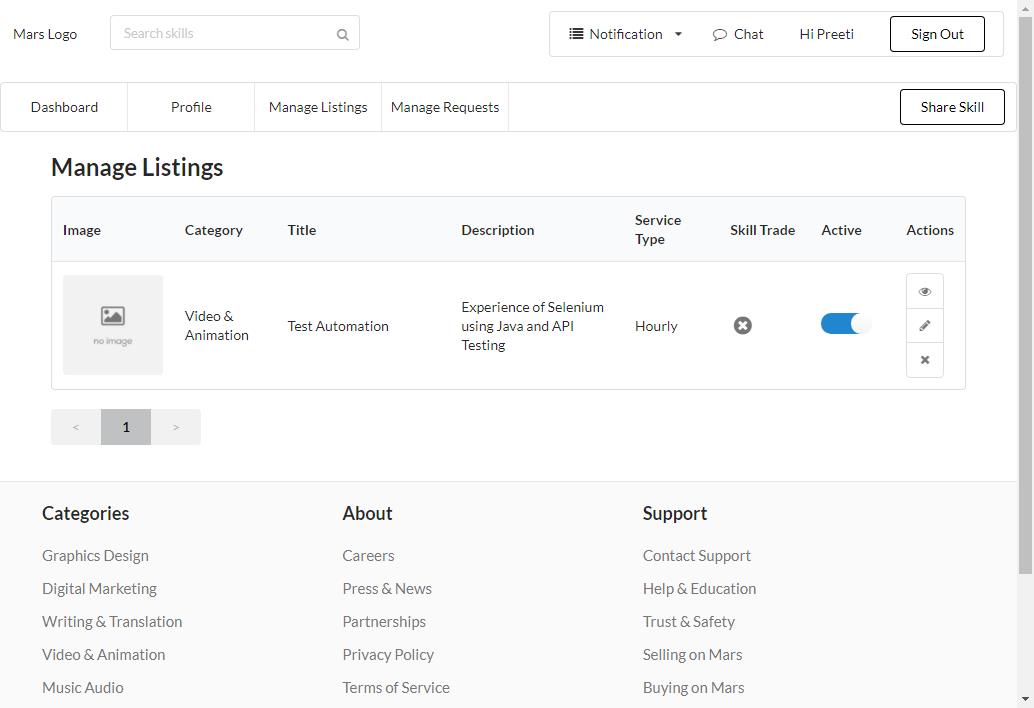 Mars Logo
Search skills
Notification
Chat
Hi Preeti
Sign Out
Dashboard
Profile
Manage Listings
Manage Requests
Share Skill
Manage Listings
Image
Category
Title
Description
Service
Type
Skill Trade
Active
Actions
no image
Video &
Animation
Test Automation
Experience of Selenium
using Java and API
Testing
Hourly
<
1
>
Categories
About
Support
Graphics Design
Careers
Contact Support
Digital Marketing
Press & News
Help & Education
Writing & Translation
Partnerships
Trust & Safety
Video & Animation
Privacy Policy
Selling on Mars
Music Audio
Terms of Service
Buying on Mars